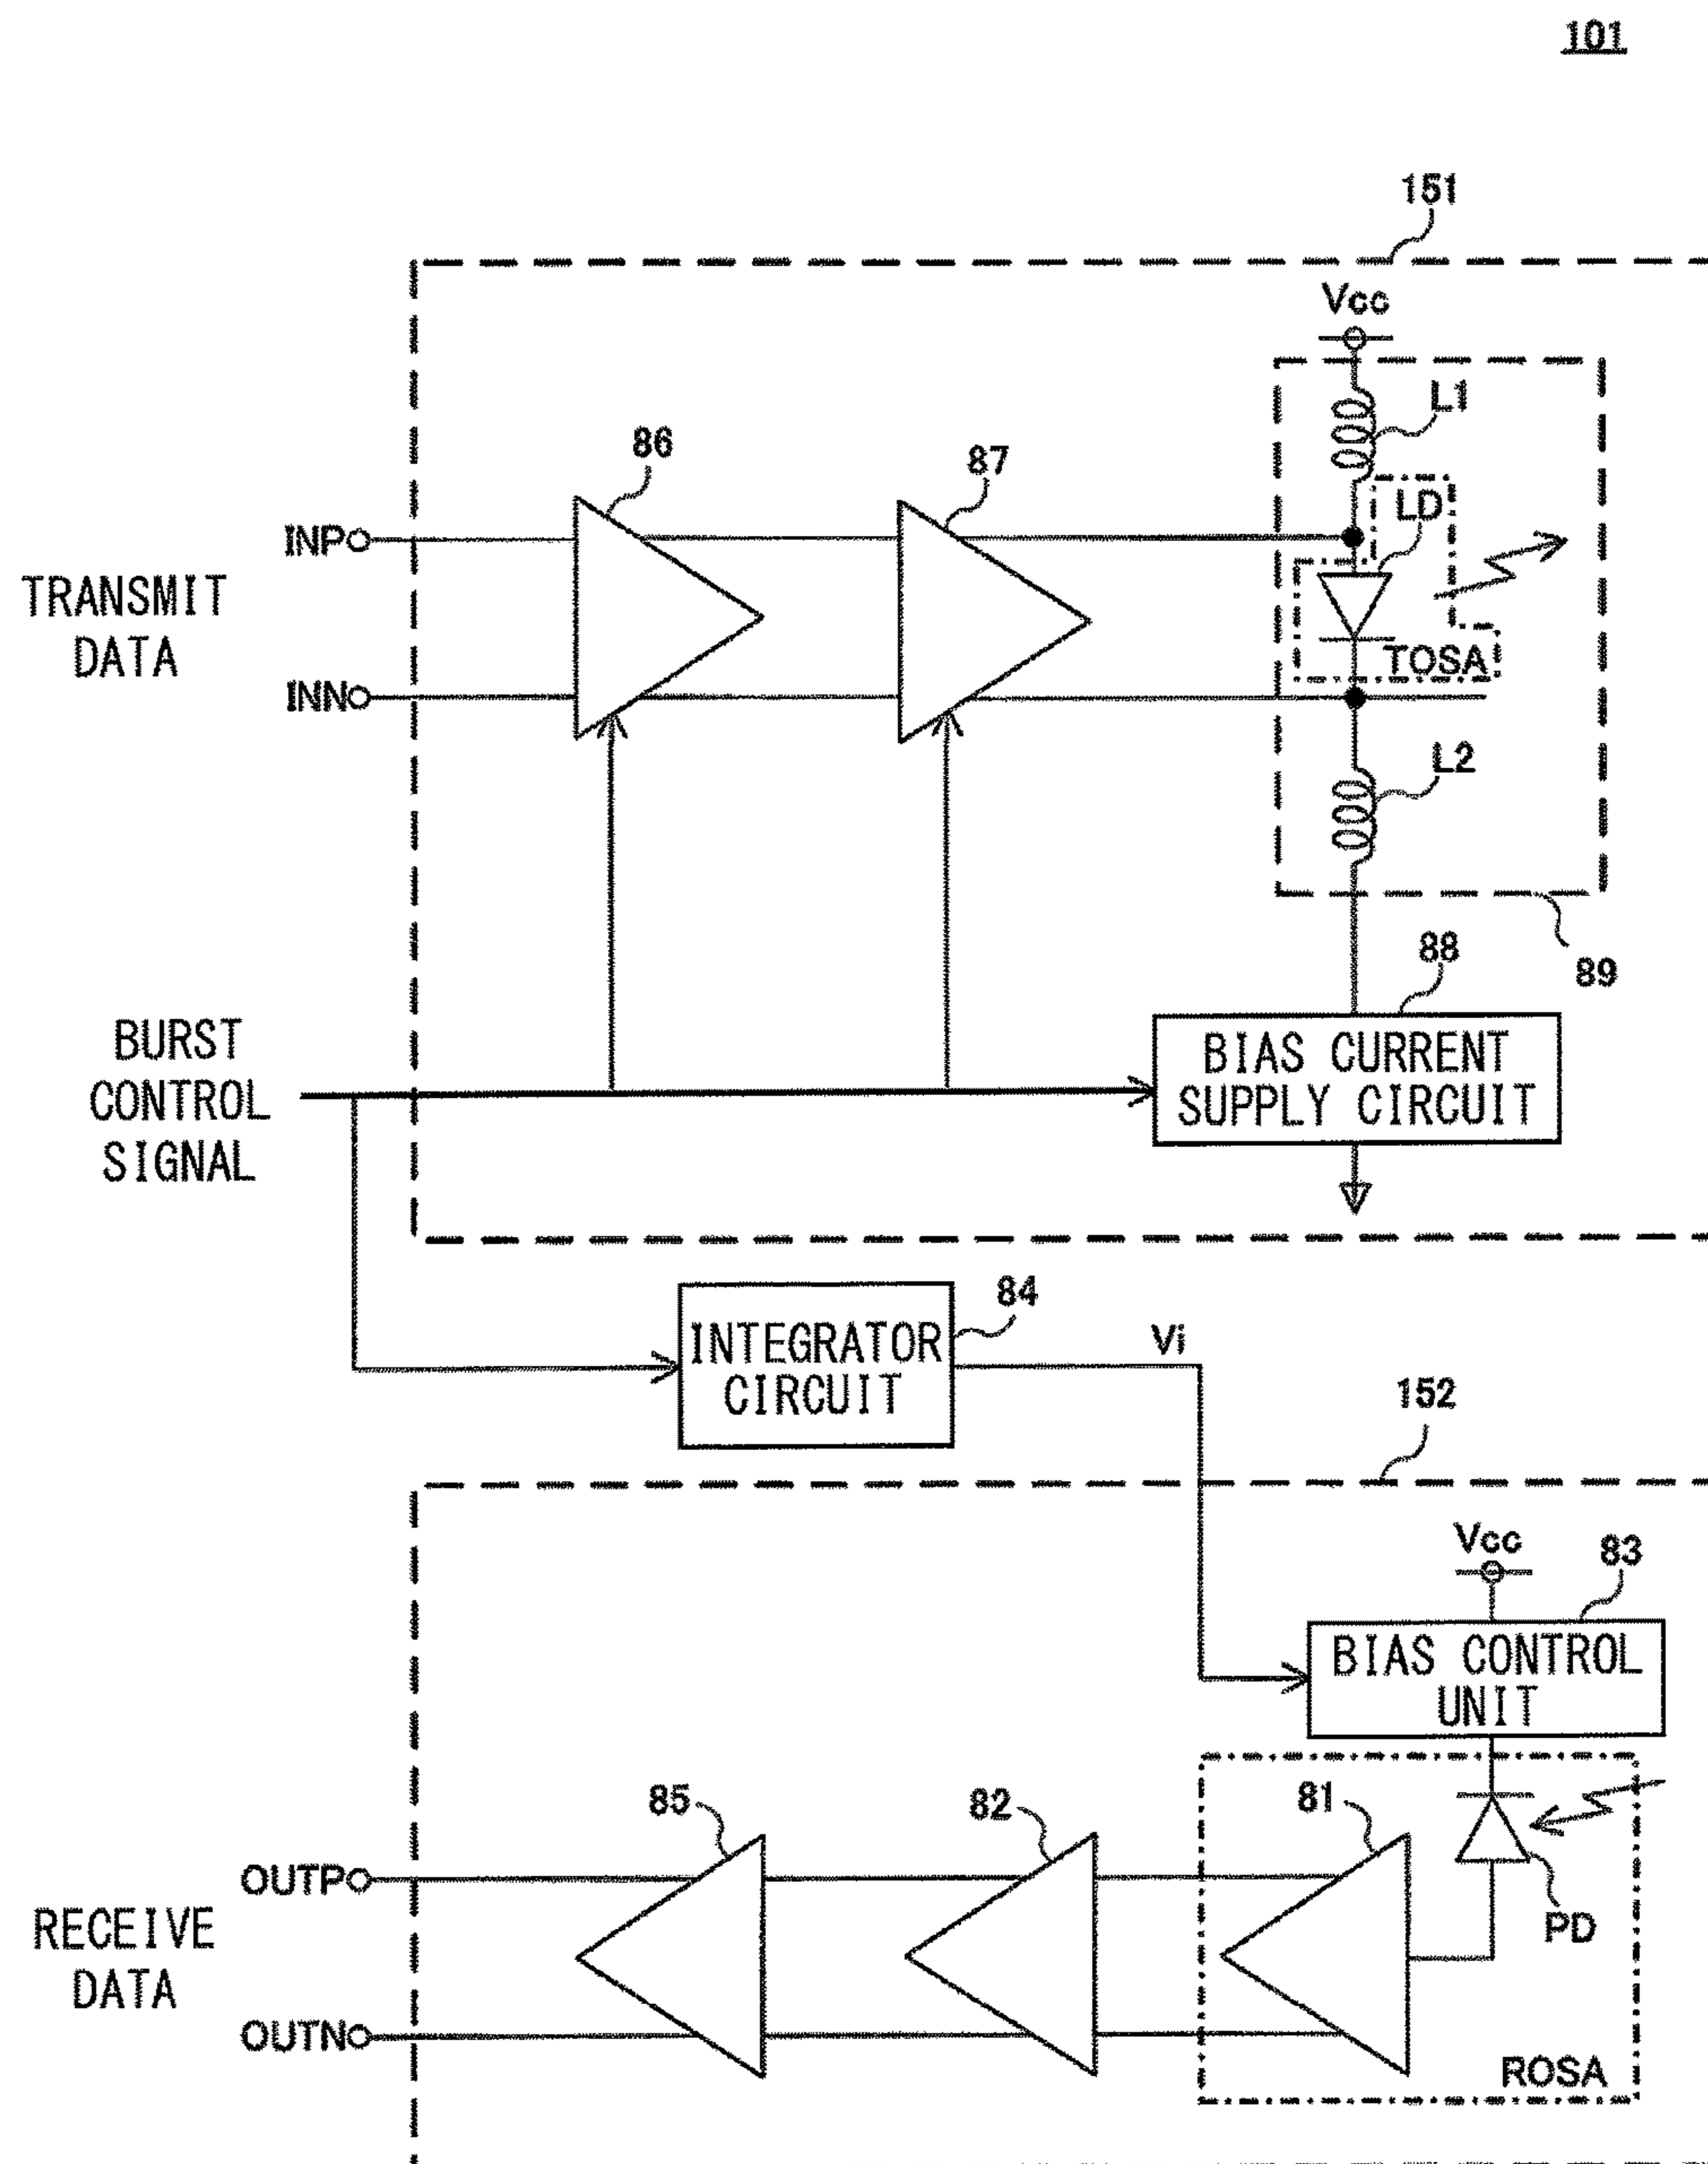 101
151
Vcc
L1
86
87
LD
INP
TRANSMIT
DATA
TOSA
INN
L2
88
89
BURST
CONTROL
SIGNAL
BIAS CURRENT
SUPPLY CIRCUIT
84
INTEGRATOR
CIRCUIT
Vi
152
Vcc
83
BIAS CONTROL
UNIT
85
82
81
OUTP
PD
RECEIVE
DATA
OUTN
ROSA